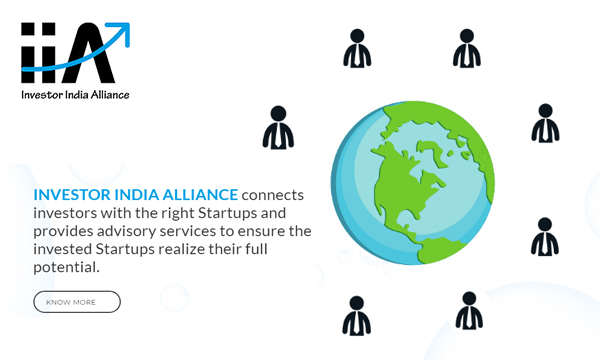 iiA
Investor India Alliance
INVESTOR INDIA ALLIANCE connects
investors with the right Startups and
provides advisory services to ensure the
invested Startups realize their full
potential.
KNOW MORE